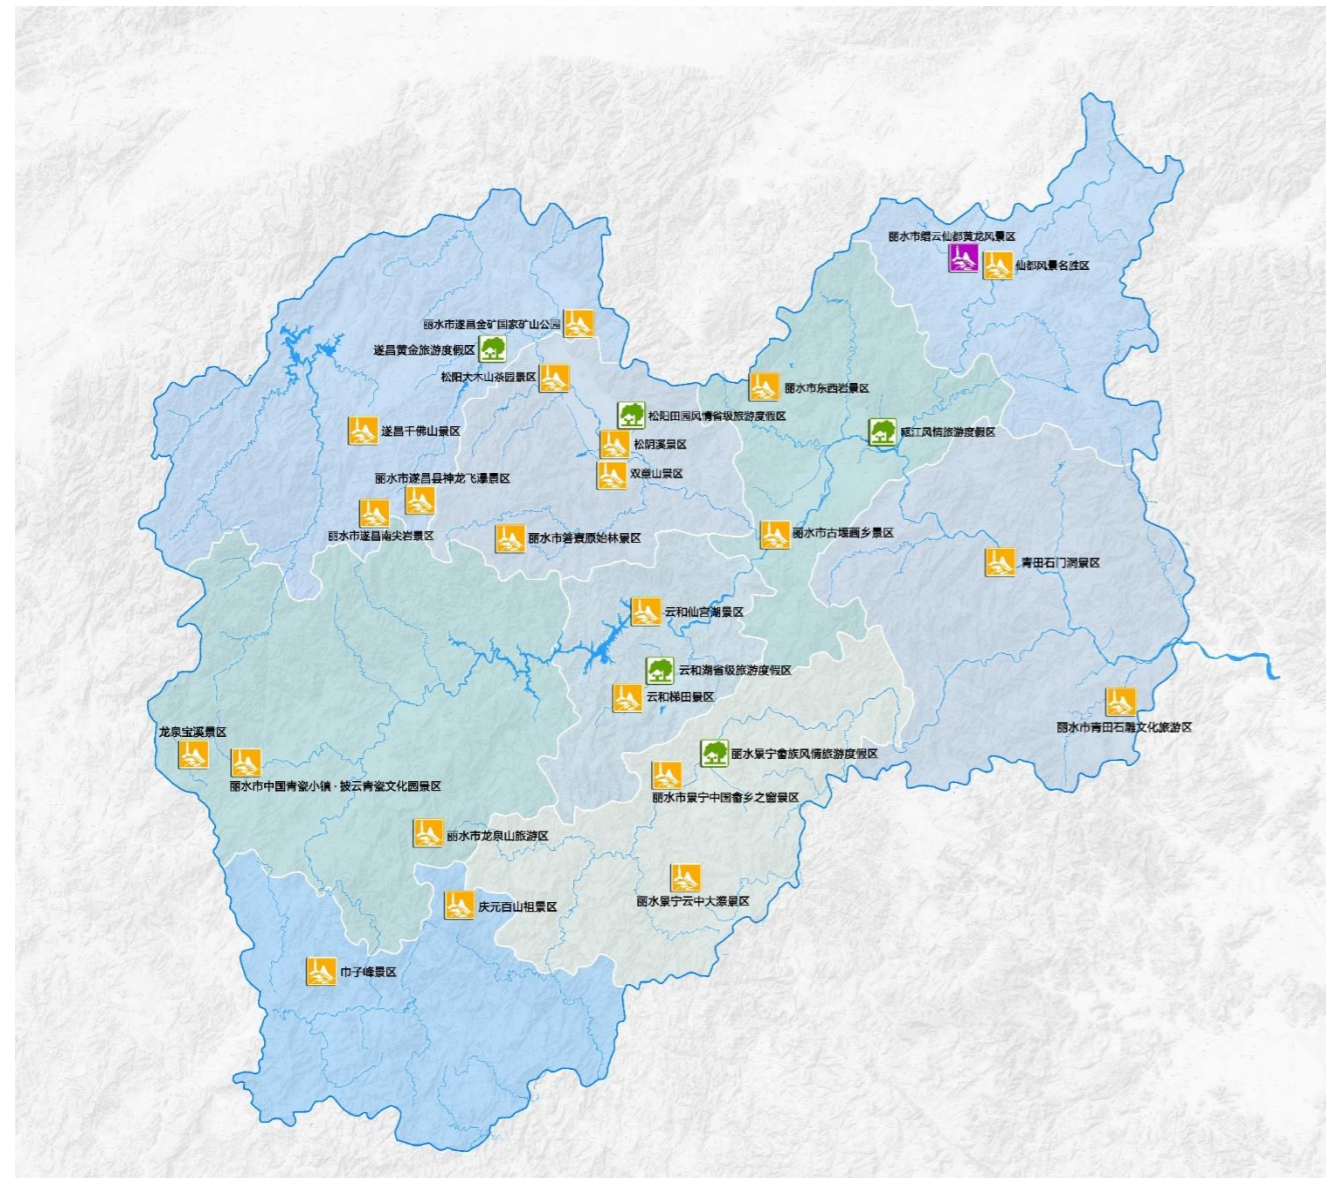 丽水市缙云仙都黄龙风景区
仙都风景名胜区
丽水市遂昌金矿国家矿山公园
遂昌黄金旅游度假区
松阳大木山茶园景区
丽水市东西岩景区
松阳田园风情省级旅游度假区
遂昌千佛山景区
瓯江风情旅游度假区
松阴溪景区
双童山景区
丽水市遂昌县神龙飞瀑景区
丽水市遂昌南尖岩景区
丽水市箬寮原始林景区
丽水市古堰画乡景区
青田石门洞景区
云和仙宫湖景区
云和湖省级旅游度假区
云和梯田景区
丽水市青田石雕文化旅游区
龙泉宝溪景区
丽水景宁畲族风情旅游度假区
丽水市中国青瓷小镇·披云青瓷文化园景区
丽水市景宁中国畲乡之窗景区
丽水市龙泉山旅游区
丽水景宁云中大漈景区
庆元百山祖景区
巾子峰景区